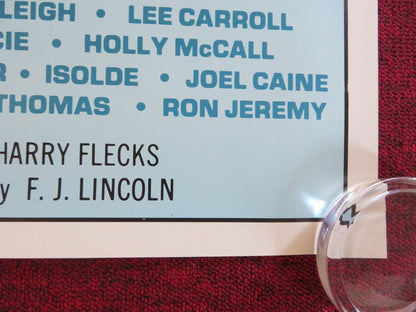 LEIGH • LEE CARROLL
CIE • HOLLY McCALL
R • ISOLDE • JOEL CAINE
THOMAS • RON JEREMY
HARRY FLECKS
y F. J. LINCOLN